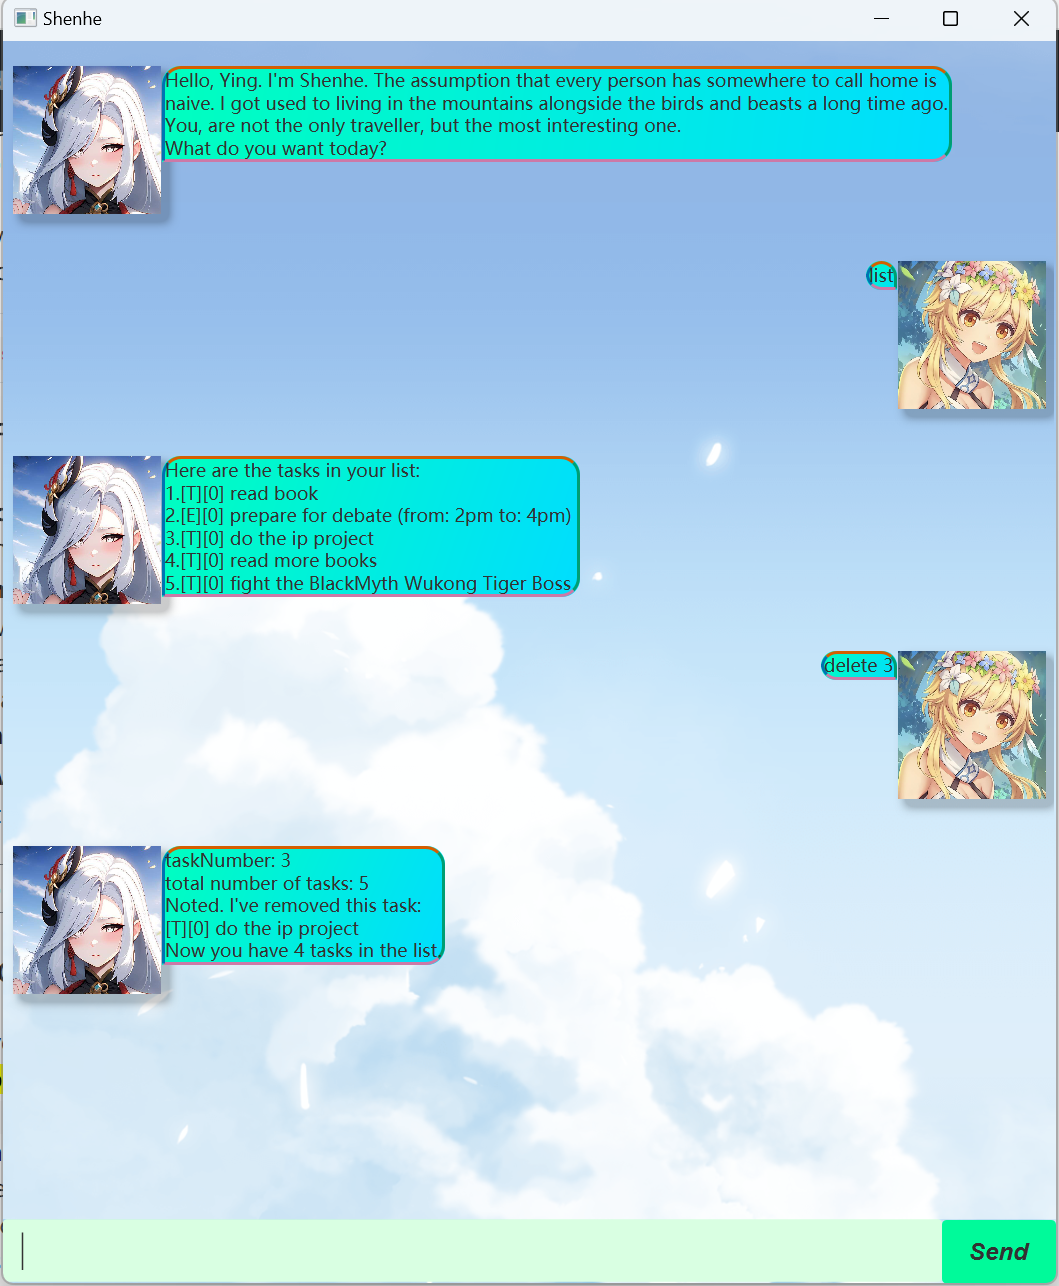 Shenhe
Hello, Ying. I'm Shenhe. The assumption that every person has somewhere to call home is
naive. I got used to living in the mountains alongside the birds and beasts a long time ago.
You, are not the only traveller, but the most interesting one.
What do you want today?
list
Here are the tasks in your list:
1.[T][0] read book
2.[E][0] prepare for debate (from: 2pm to: 4pm)
3.[T][0] do the ip project
4.[T][0] read more books
5.[T][0] fight the BlackMyth Wukong Tiger Boss
delete 3
taskNumber: 3
total number of tasks: 5
Noted. I've removed this task:
[T][0] do the ip project
Now you have 4 tasks in the list.
Send